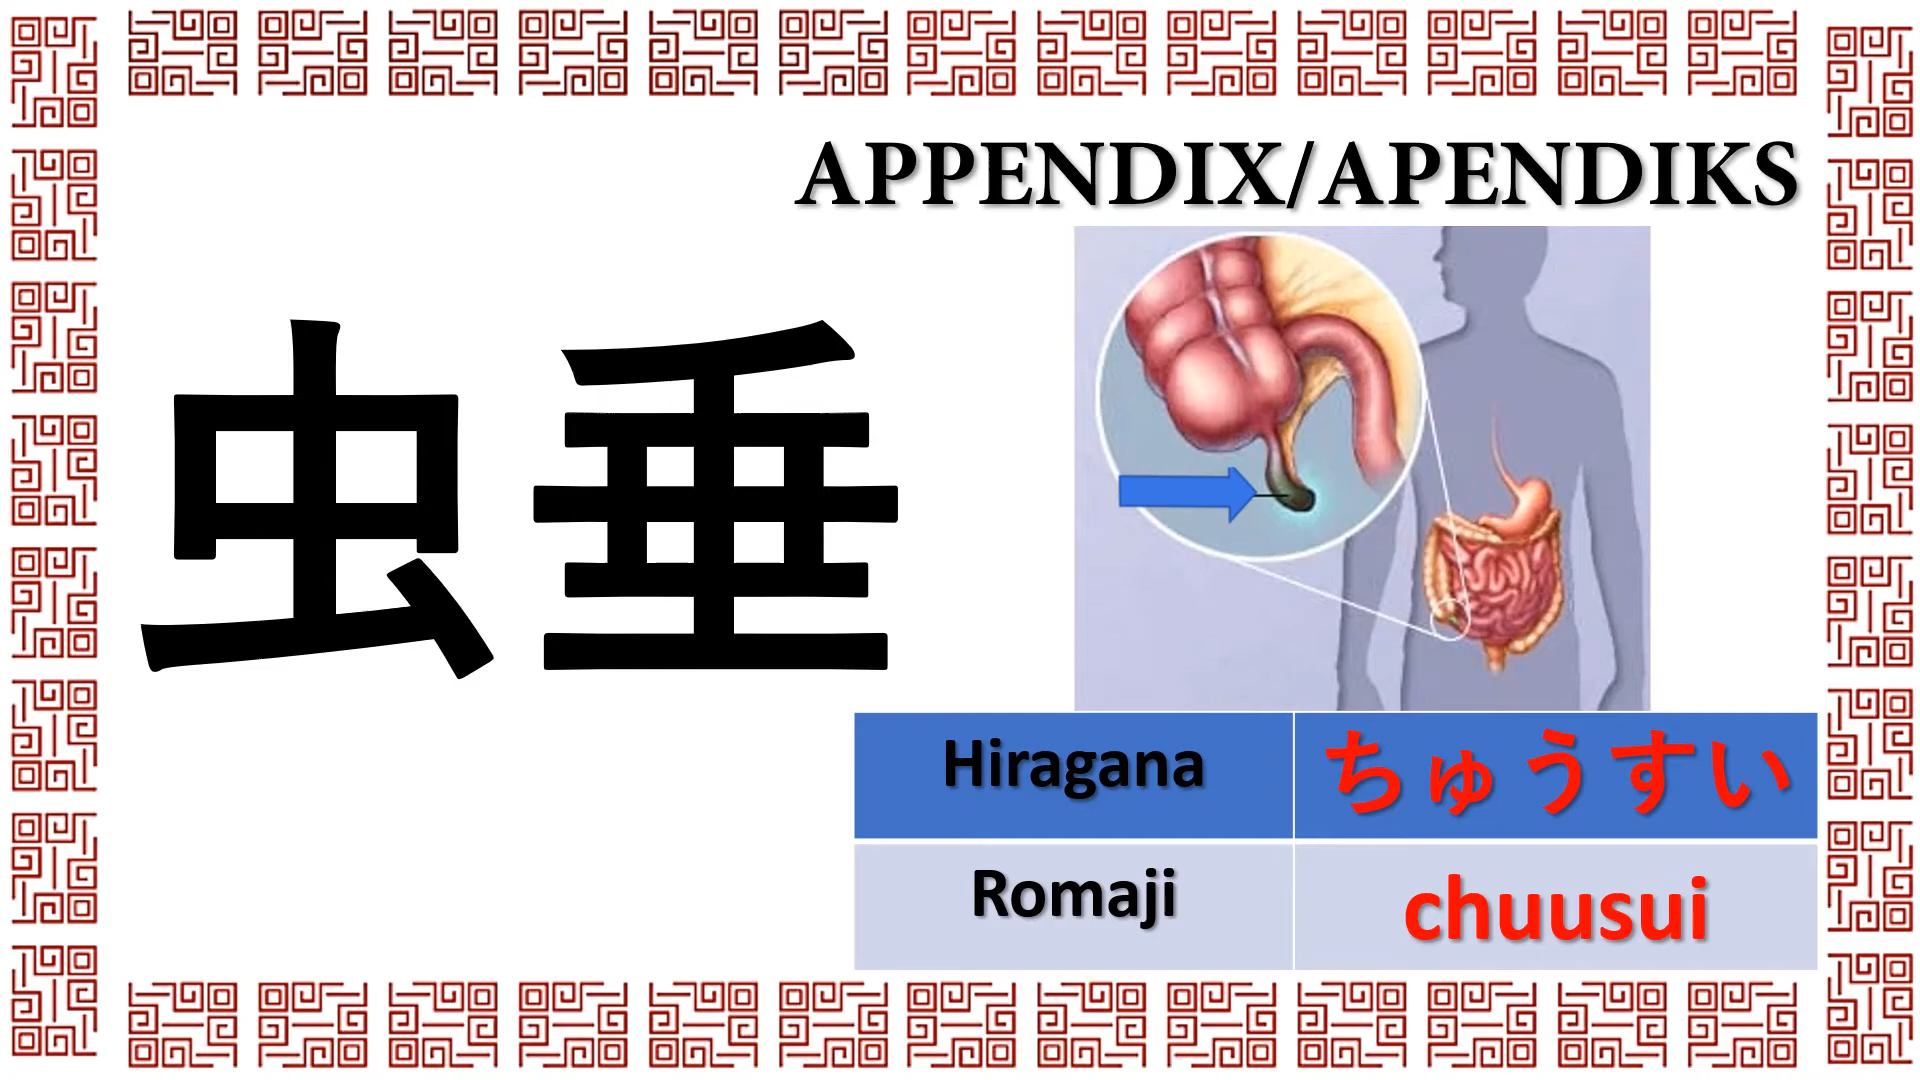 APPENDIX/APENDIKS
虫垂
Hiragana ちゅうすい
Romaji chuusui